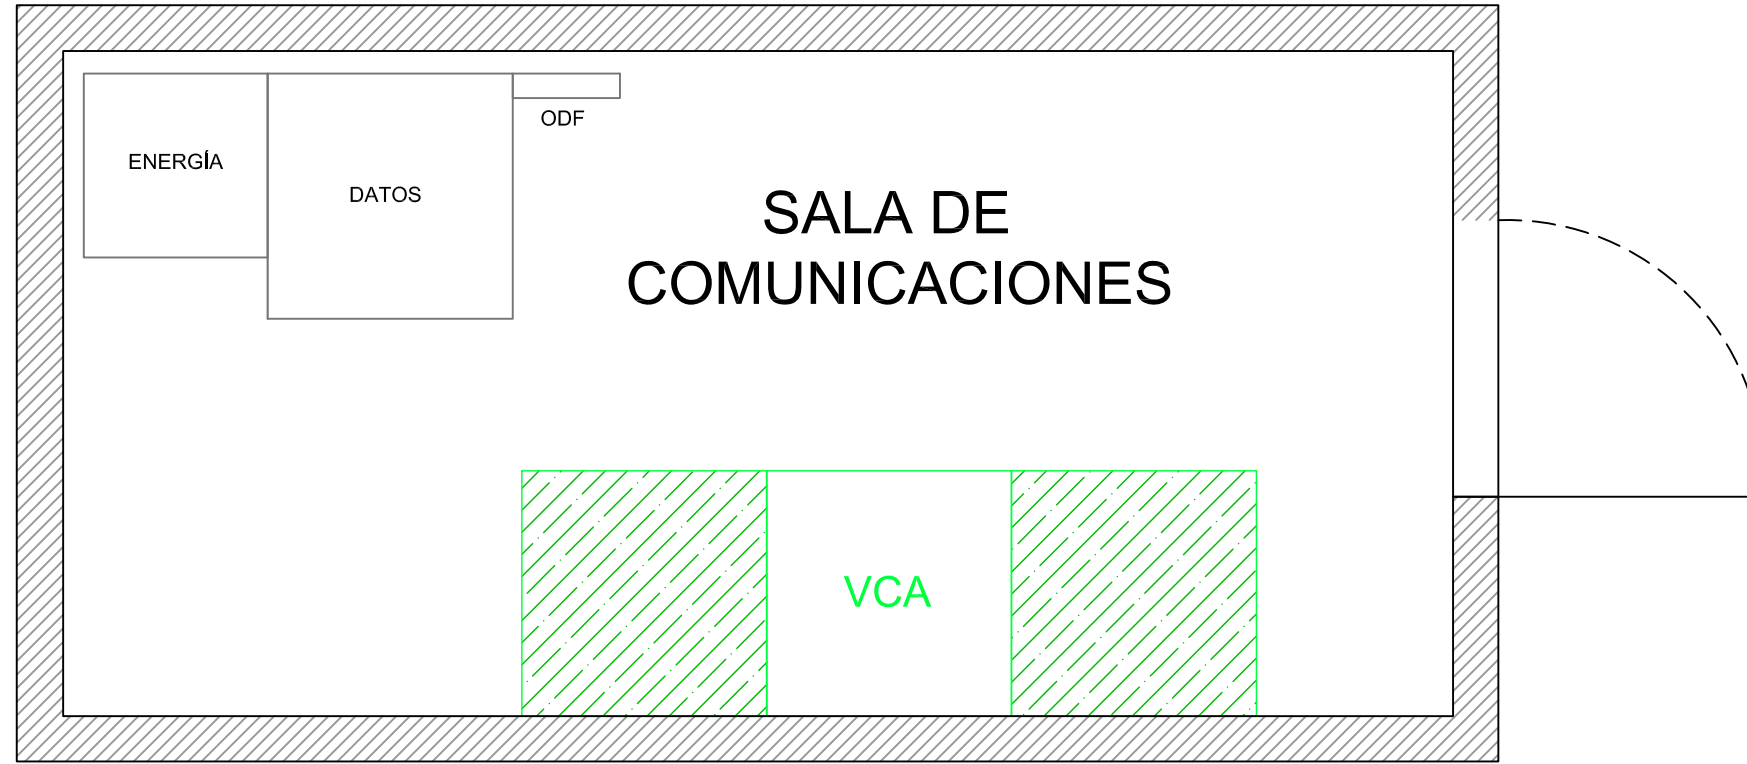 ODF
ENERGÍA
DATOS
SALA DE
COMUNICACIONES
VCA